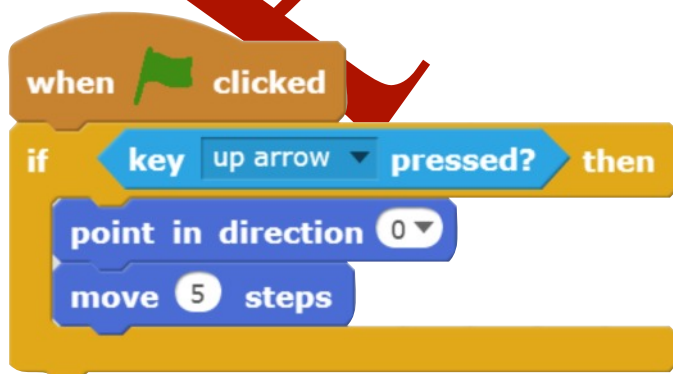 when clicked
if key up arrow pressed? then
point in direction 0
move 5 steps